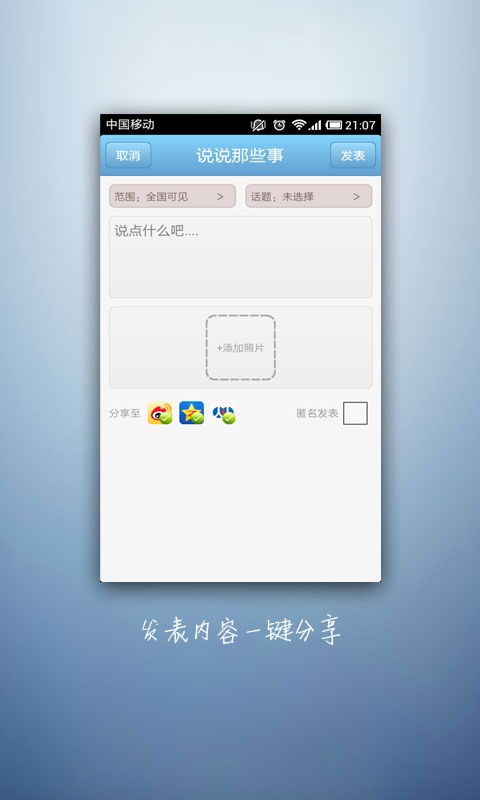 中国移动 21:07
取消 说说那些事 发表
范围：全国可见 > 话题：未选择 >
说点什么吧....
+添加照片
分享至 匿名发表
发表内容一键分享